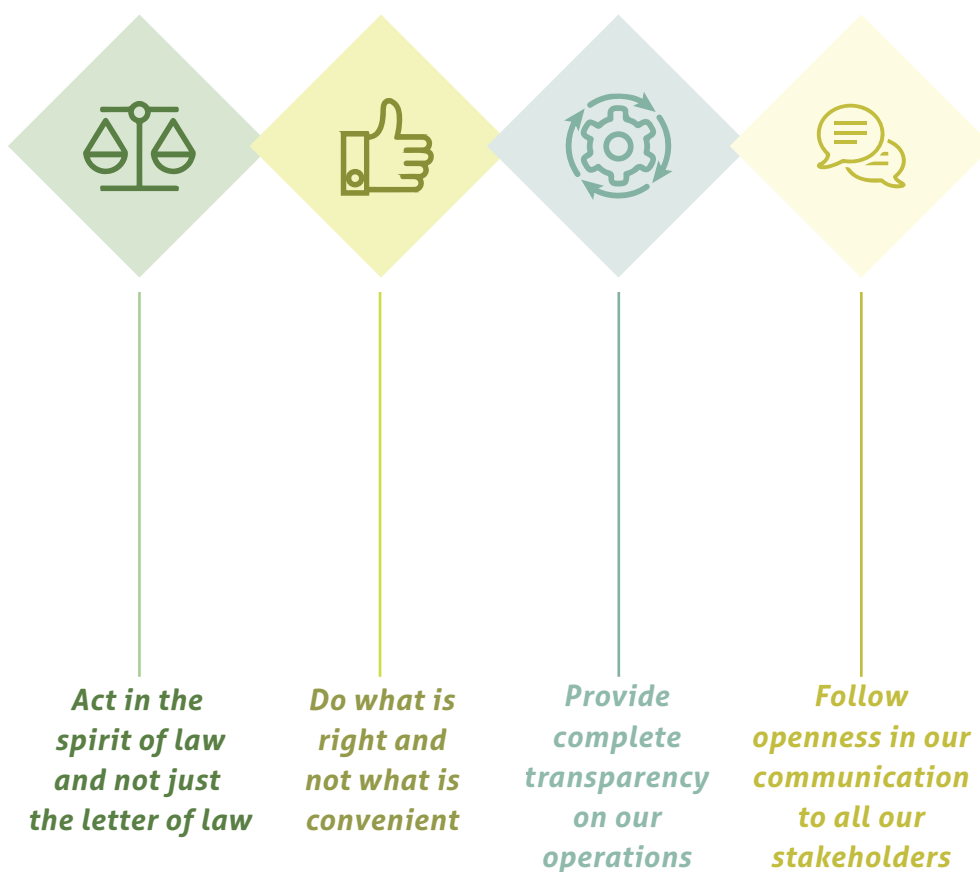 Act in the
spirit of law
and not just
the letter of law
Do what is
right and
not what is
convenient
Provide
complete
transparency
on our
operations
Follow
openness in our
communication
to all our
stakeholders